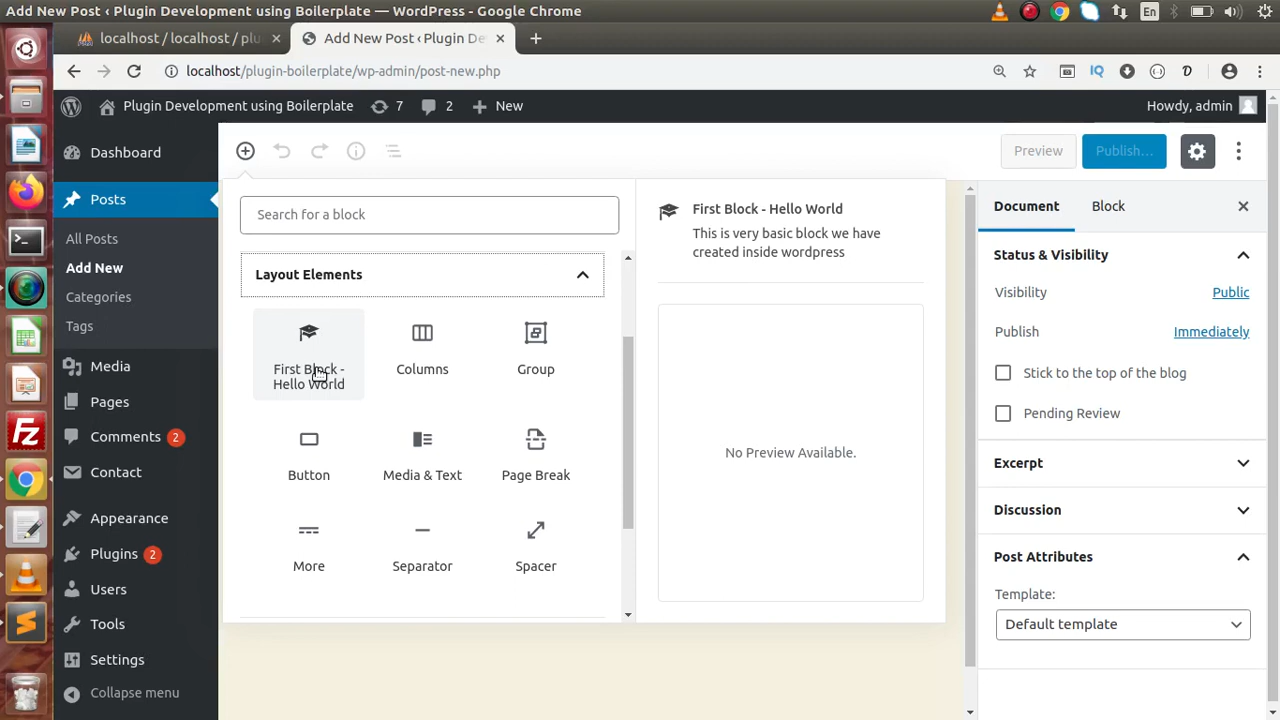 Add New Post ‹ Plugin Development using Boilerplate — WordPress - Google Chrome
En
localhost / localhost / plu
Add New Post ‹ Plugin De
localhost/plugin-boilerplate/wp-admin/post-new.php
IQ
Plugin Development using Boilerplate
7
2
New
Howdy, admin
Dashboard
Posts
All Posts
Add New
Categories
Tags
Media
Pages
Comments 2
Contact
Appearance
Plugins 2
Users
Tools
Settings
Collapse menu
Preview
Publish...
Search for a block
Layout Elements
First Block -
Hello World
Columns
Group
Button
Media & Text
Page Break
More
Separator
Spacer
First Block - Hello World
This is very basic block we have
created inside wordpress
No Preview Available.
Document
Block
Status & Visibility
Visibility
Public
Publish
Immediately
Stick to the top of the blog
Pending Review
Excerpt
Discussion
Post Attributes
Template:
Default template